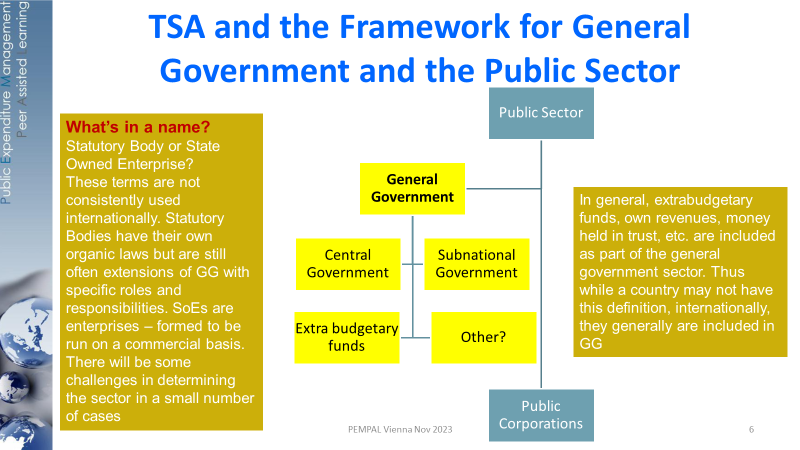 Public Expenditure Management
Peer Assisted Learning
TSA and the Framework for General
Government and the Public Sector
What's in a name?
Statutory Body or State
Owned Enterprise?
These terms are not
consistently used
internationally. Statutory
Bodies have their own
organic laws but are still
often extensions of GG with
specific roles and
responsibilities. SoEs are
enterprises – formed to be
run on a commercial basis.
There will be some
challenges in determining
the sector in a small number
of cases
Public Sector
General
Government
Central
Government
Subnational
Government
Extra budgetary
funds
Other?
Public
Corporations
In general, extrabudgetary
funds, own revenues, money
held in trust, etc. are included
as part of the general
government sector. Thus
while a country may not have
this definition, internationally,
they generally are included in
GG
PEMPAL Vienna Nov 2023
6